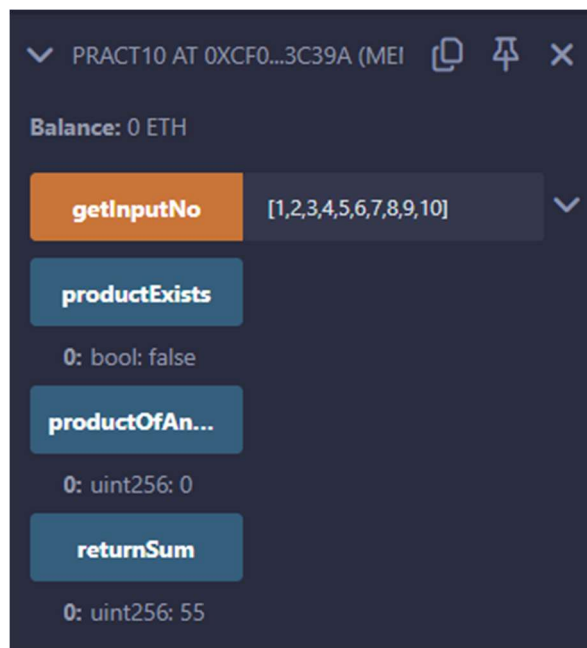 PRACT10 AT 0XCF0...3C39A (MEI
Balance: 0 ETH
getInputNo [1,2,3,4,5,6,7,8,9,10]
productExists
0: bool: false
productOfAn...
0: uint256: 0
returnSum
0: uint256: 55